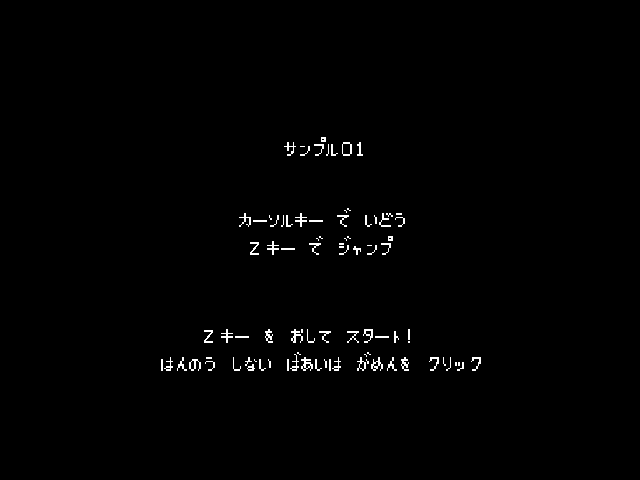 サンプル01
カーソルキー で いどう
Zキー で ジャンプ
Zキー を おして スタート!
はんのう しない ばあいは がめんを クリック